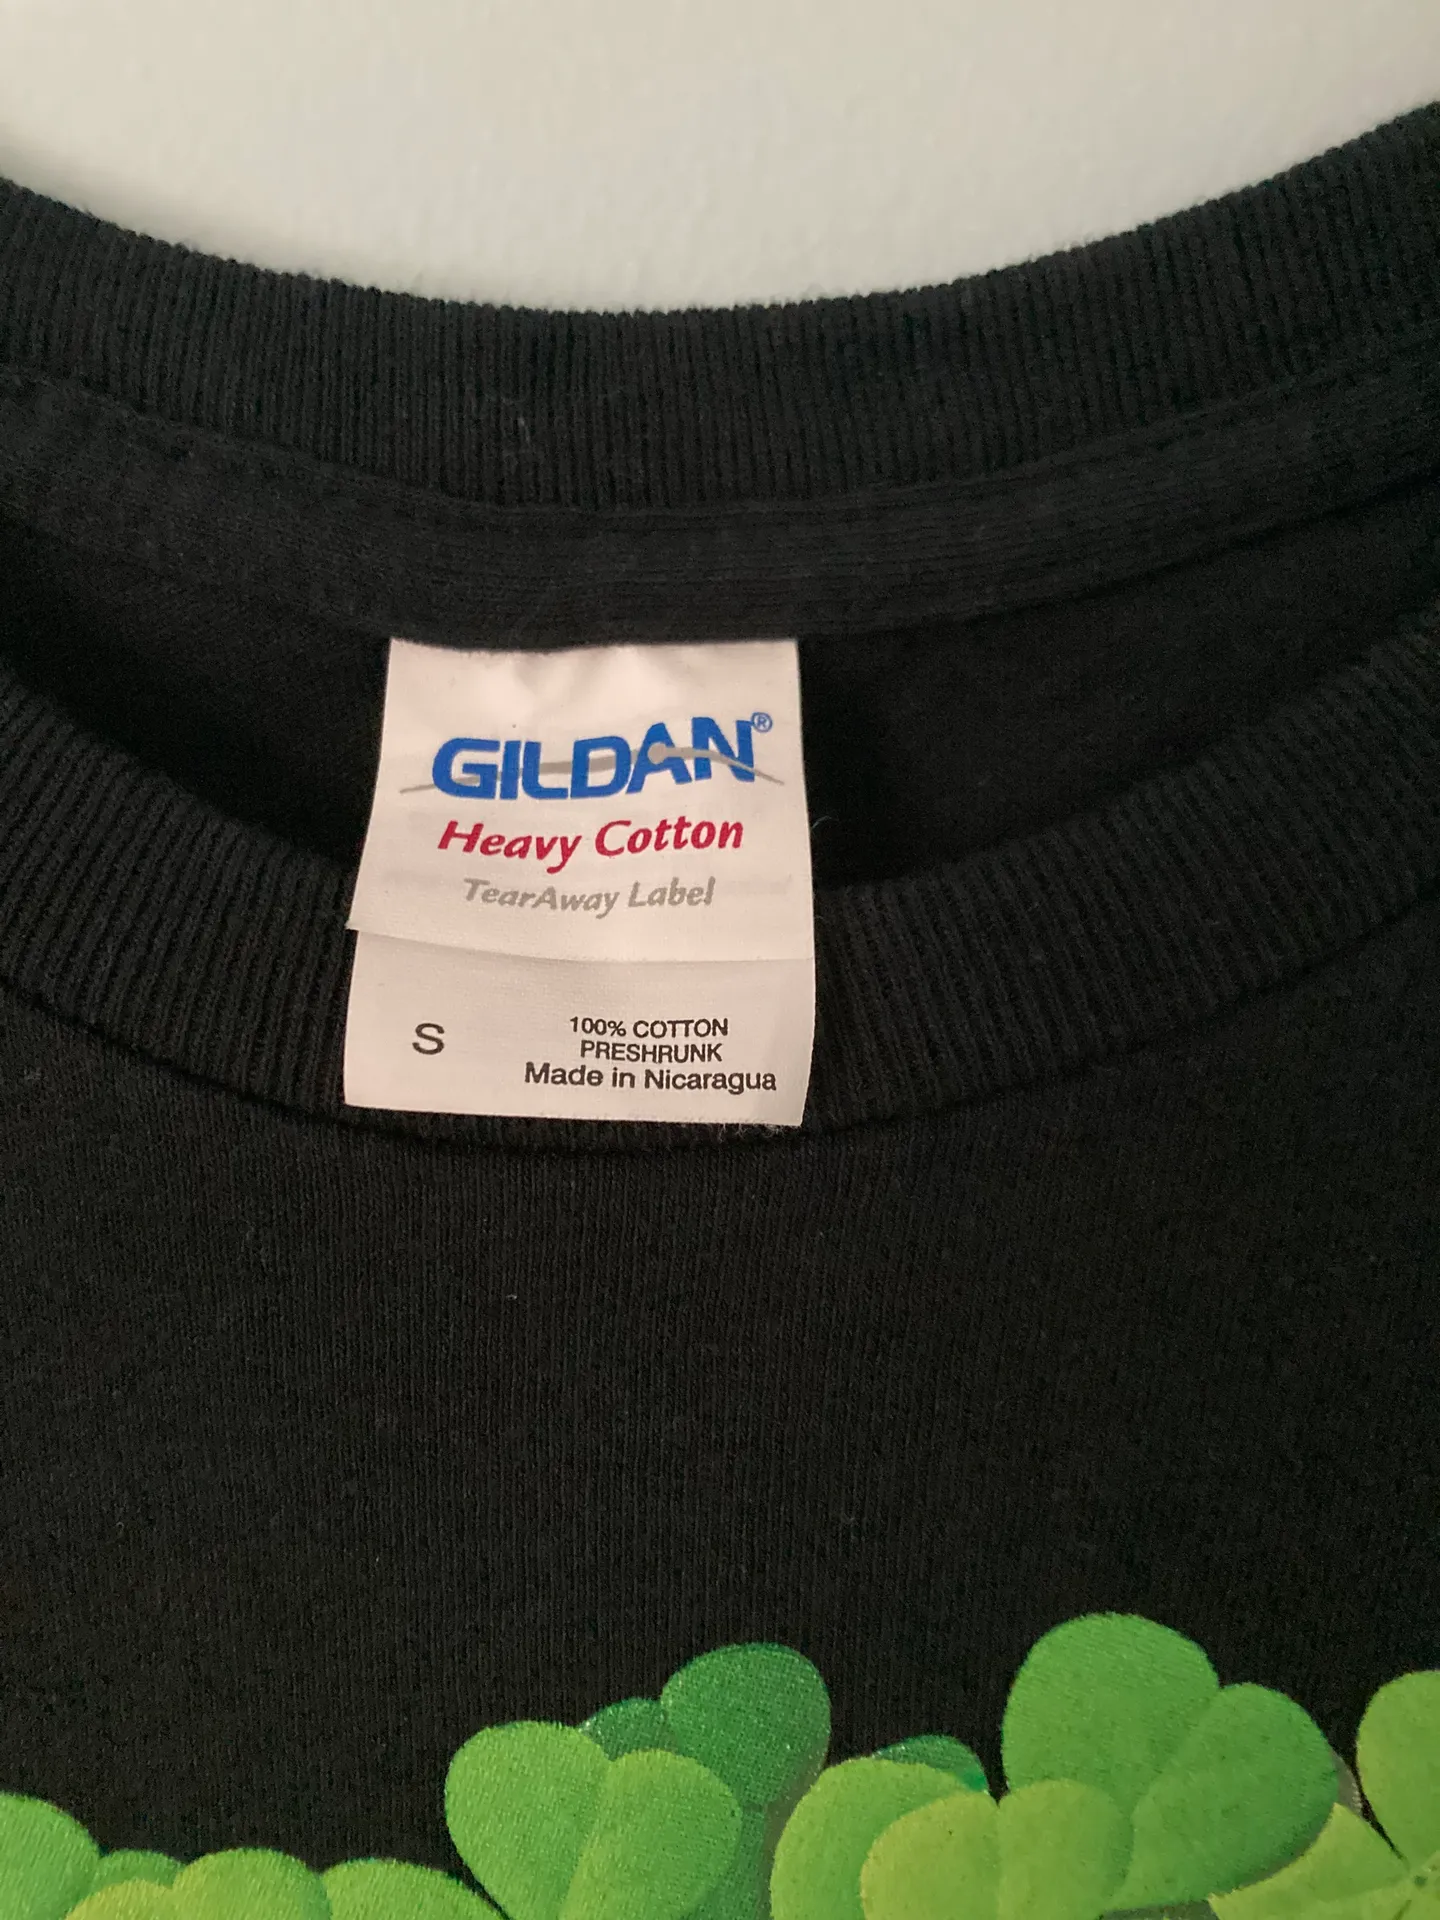 GILDAN®
Heavy Cotton
TearAway Label
S
100% COTTON
PRESHRUNK
Made in Nicaragua